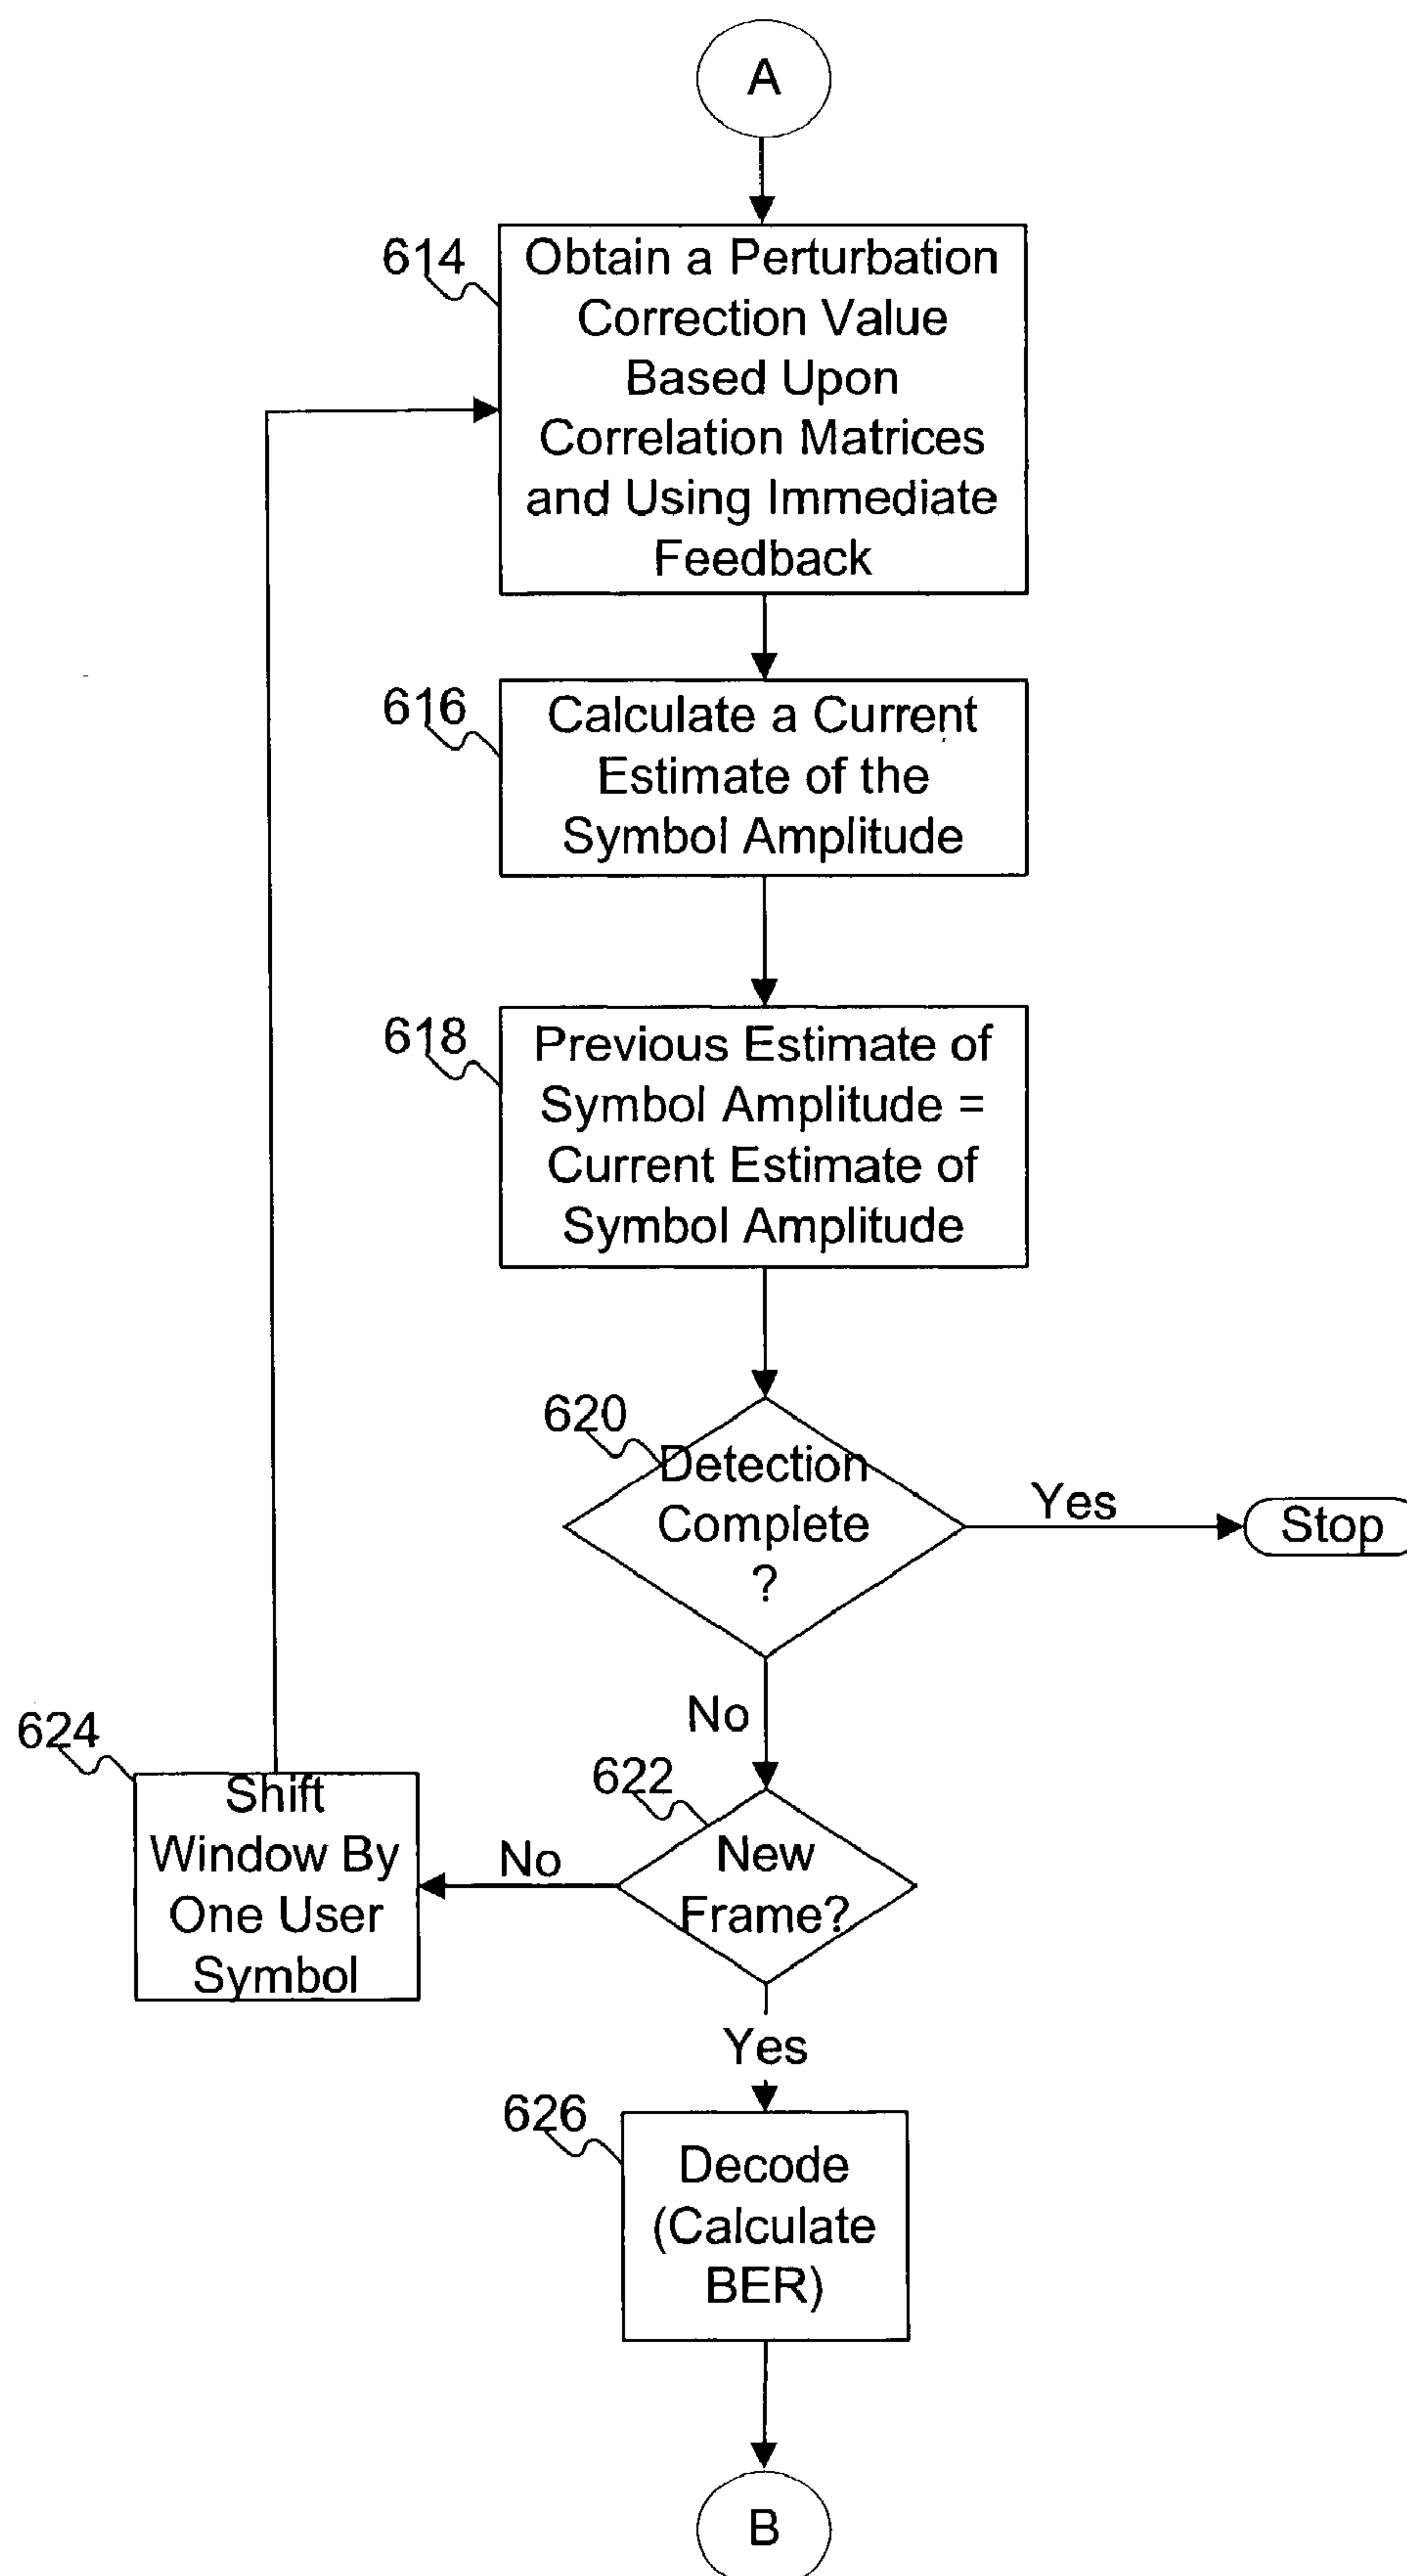 A
614
Obtain a Perturbation
Correction Value
Based Upon
Correlation Matrices
and Using Immediate
Feedback
616
Calculate a Current
Estimate of the
Symbol Amplitude
618
Previous Estimate of
Symbol Amplitude =
Current Estimate of
Symbol Amplitude
620
Detection
Complete
?
Yes
Stop
No
622
New
Frame?
No
624
Shift
Window By
One User
Symbol
Yes
626
Decode
(Calculate
BER)
B